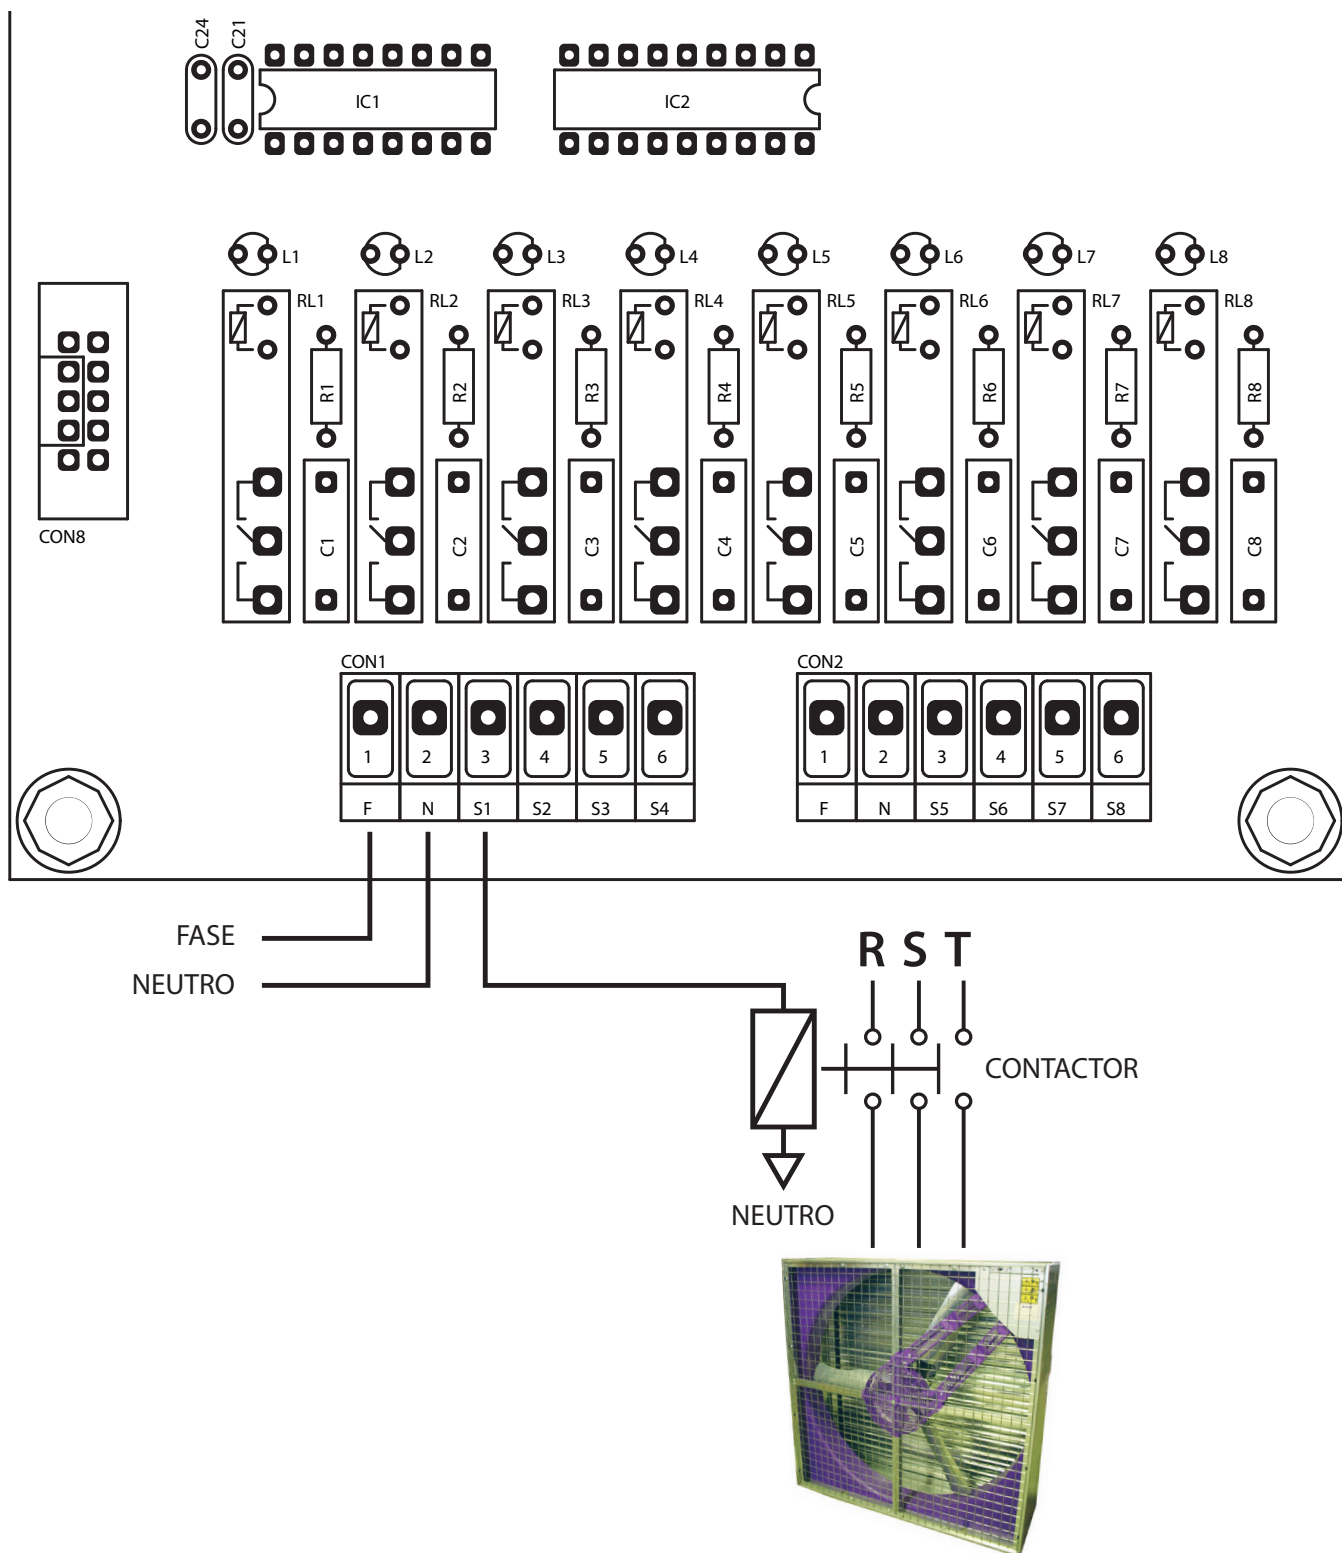 C24 C21
IC1 IC2
L1 L2 L3 L4 L5 L6 L7 L8
RL1 RL2 RL3 RL4 RL5 RL6 RL7 RL8
R1 R2 R3 R4 R5 R6 R7 R8
CON8
C1 C2 C3 C4 C5 C6 C7 C8
CON1 CON2
1 2 3 4 5 6 1 2 3 4 5 6
F N S1 S2 S3 S4 F N S5 S6 S7 S8
FASE
NEUTRO
R S T
CONTACTOR
NEUTRO